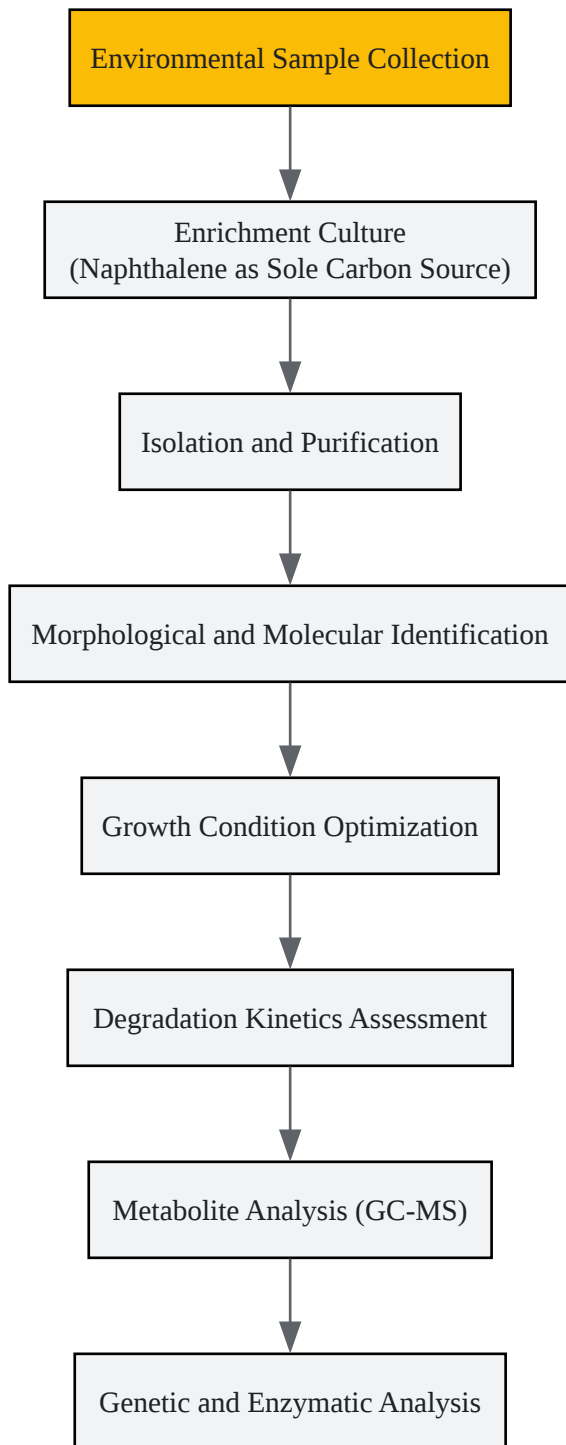 Environmental Sample Collection
Enrichment Culture
(Naphthalene as Sole Carbon Source)
Isolation and Purification
Morphological and Molecular Identification
Growth Condition Optimization
Degradation Kinetics Assessment
Metabolite Analysis (GC-MS)
Genetic and Enzymatic Analysis